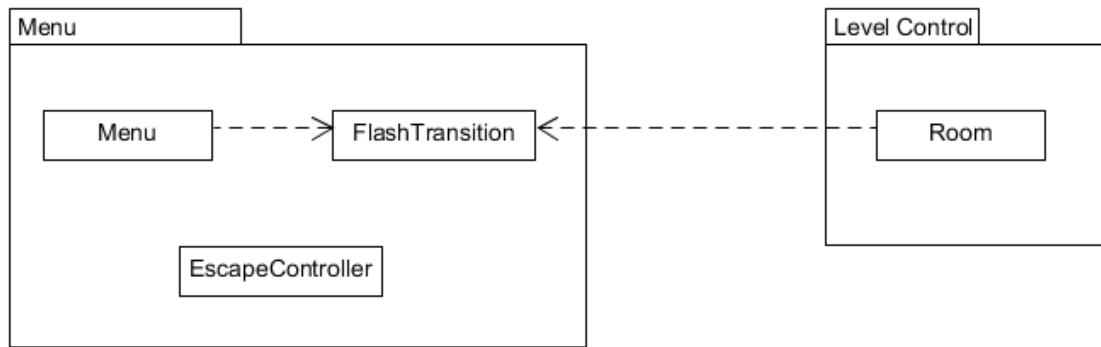 Menu
Level Control
Menu
FlashTransition
Room
EscapeController